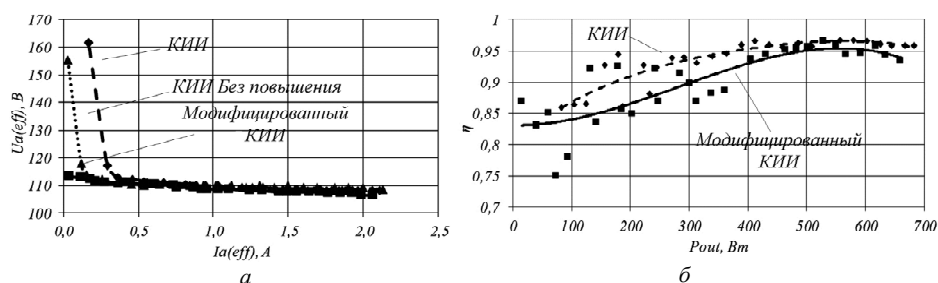 170
160
150
140
130
120
110
100
Ua(eff), В
КИИ
КИИ Без повышения
Модифицированный
КИИ
0,0 0,5 1,0 1,5 2,0 2,5
Ia(eff), А
а
1
0,95
0,9
0,85
0,8
0,75
0,7
η
КИИ
Модифицированный
КИИ
0 100 200 300 400 500 600 700
Pout, Вт
б